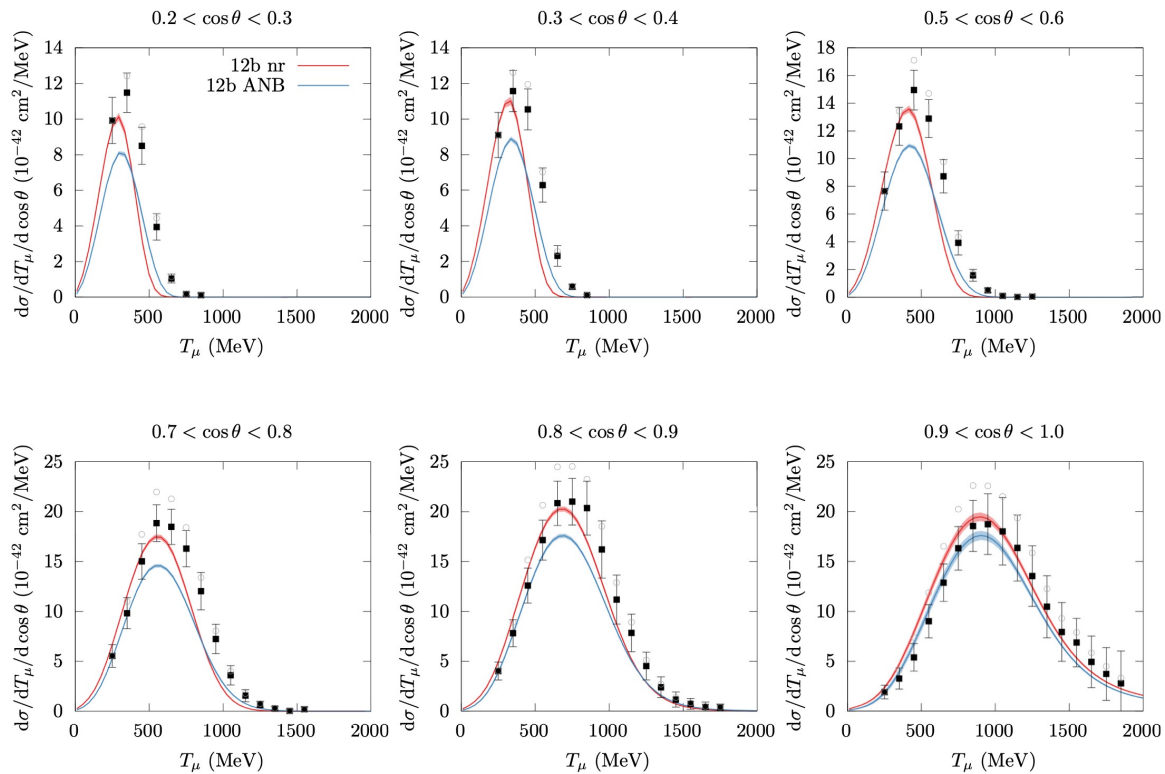 0.2 < cos θ < 0.3
dσ/dT_μ/d cos θ (10⁻⁴² cm²/MeV)
14
12
10
8
6
4
2
0
12b nr
12b ANB
0 500 1000 1500 2000
T_μ (MeV)
0.3 < cos θ < 0.4
dσ/dT_μ/d cos θ (10⁻⁴² cm²/MeV)
14
12
10
8
6
4
2
0
0 500 1000 1500 2000
T_μ (MeV)
0.5 < cos θ < 0.6
dσ/dT_μ/d cos θ (10⁻⁴² cm²/MeV)
18
16
14
12
10
8
6
4
2
0
0 500 1000 1500 2000
T_μ (MeV)
0.7 < cos θ < 0.8
dσ/dT_μ/d cos θ (10⁻⁴² cm²/MeV)
25
20
15
10
5
0
0 500 1000 1500 2000
T_μ (MeV)
0.8 < cos θ < 0.9
dσ/dT_μ/d cos θ (10⁻⁴² cm²/MeV)
25
20
15
10
5
0
0 500 1000 1500 2000
T_μ (MeV)
0.9 < cos θ < 1.0
dσ/dT_μ/d cos θ (10⁻⁴² cm²/MeV)
25
20
15
10
5
0
0 500 1000 1500 2000
T_μ (MeV)